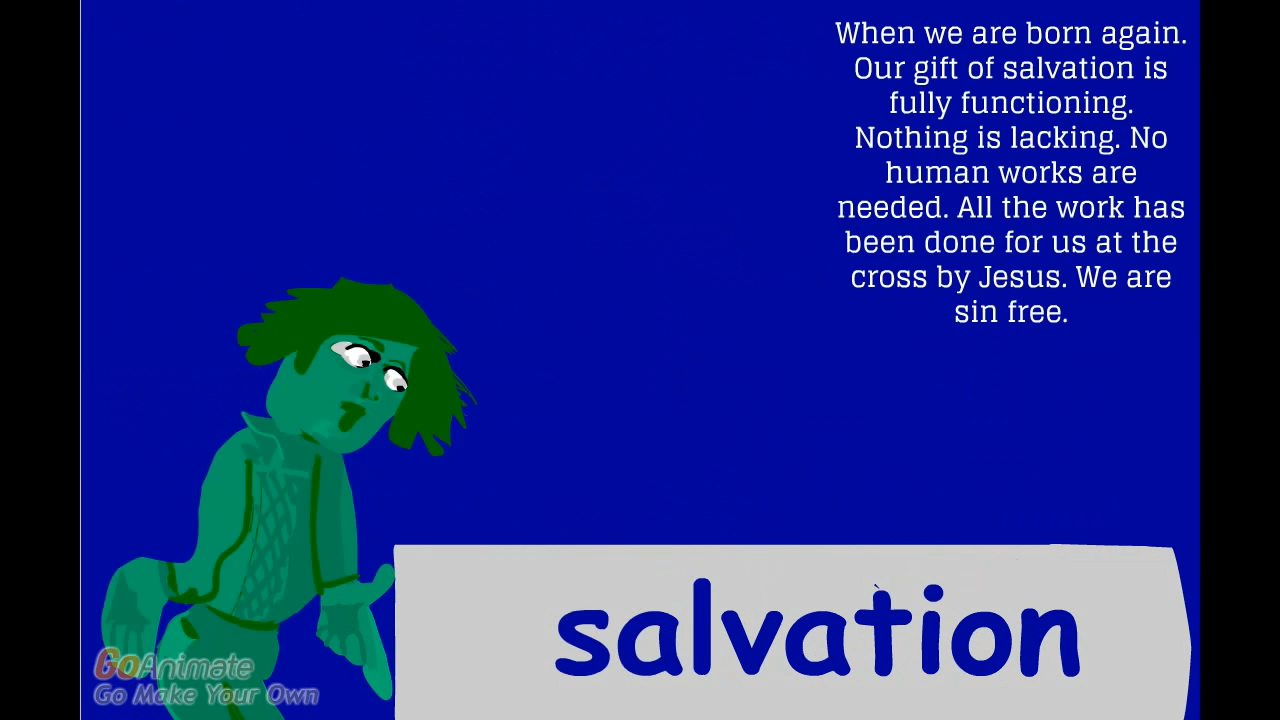 When we are born again.
Our gift of salvation is
fully functioning.
Nothing is lacking. No
human works are
needed. All the work has
been done for us at the
cross by Jesus. We are
sin free.
salvation
GoAnimate
Go Make Your Own